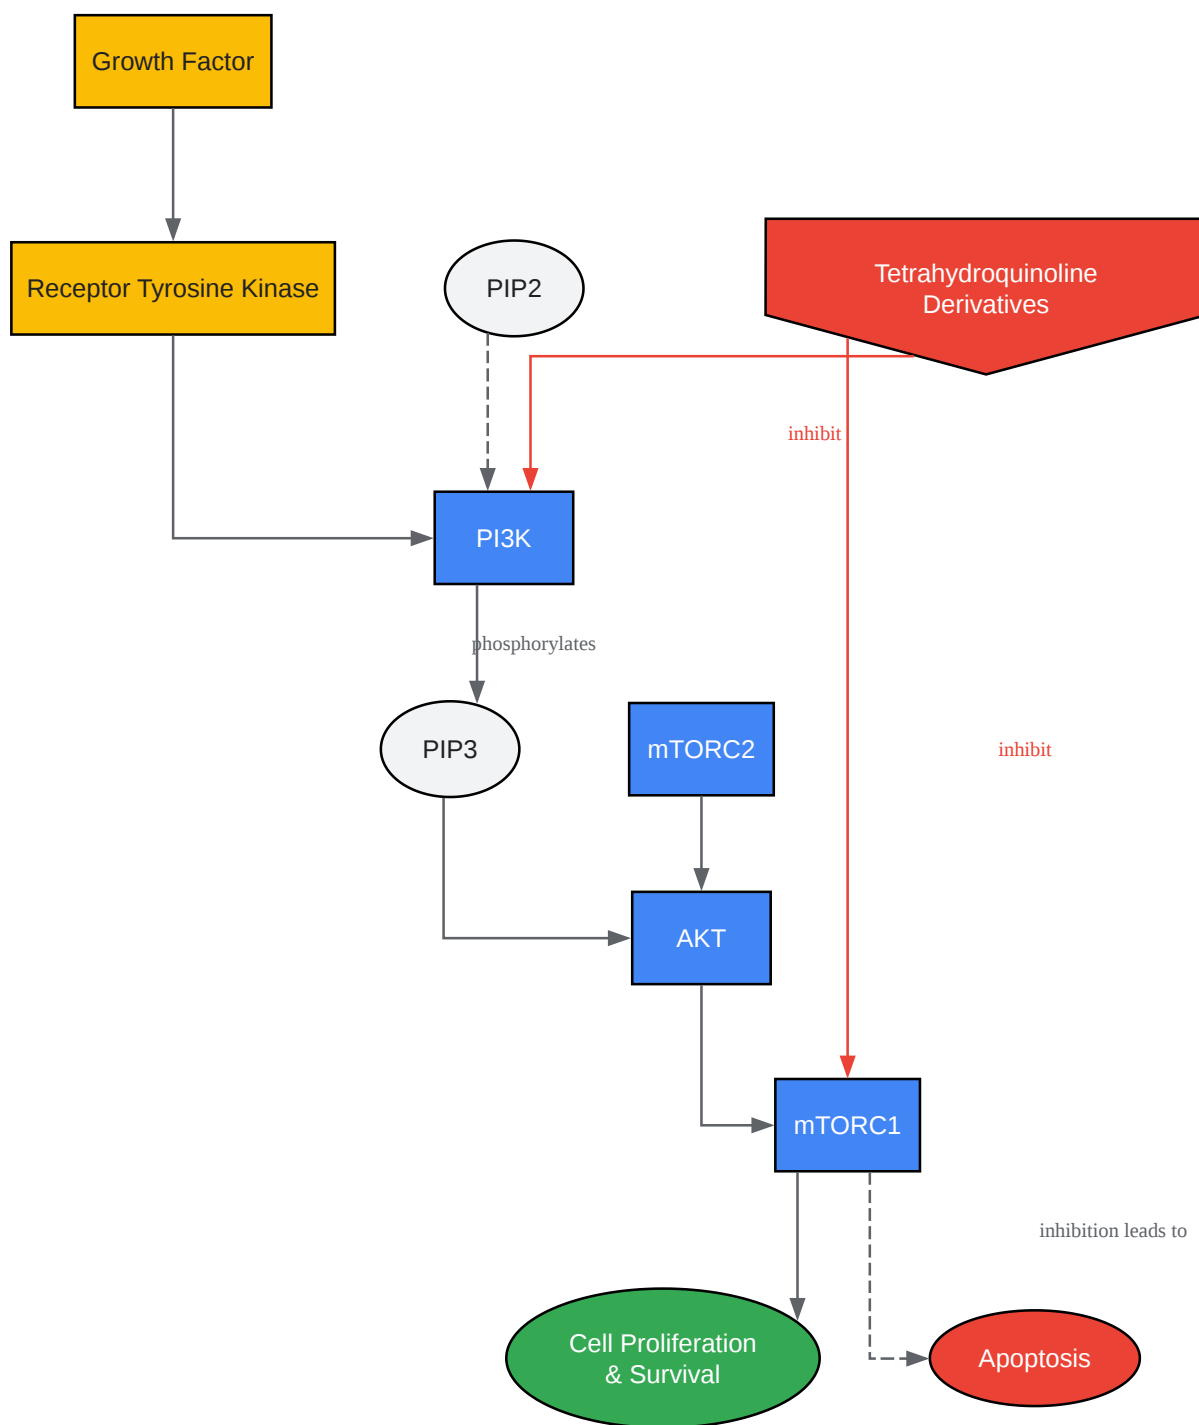 Growth Factor
Receptor Tyrosine Kinase
PIP2
Tetrahydroquinoline
Derivatives
inhibit
PI3K
phosphorylates
PIP3
mTORC2
inhibit
AKT
mTORC1
inhibition leads to
Cell Proliferation
& Survival
Apoptosis